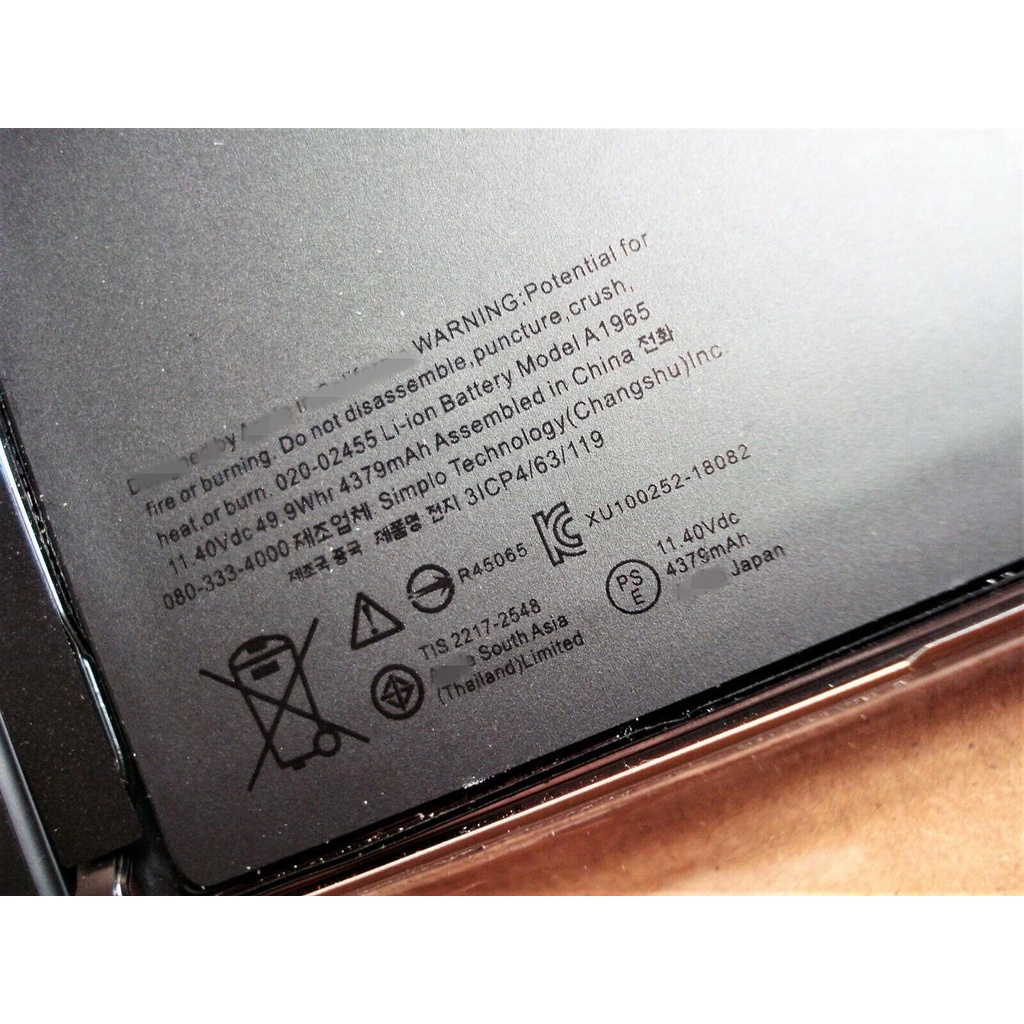 WARNING:Potential for
fire or burning. Do not disassemble,puncture,crush,
heat,or burn. 020-02455 Li-ion Battery Model A1965
11.40Vdc 49.9Whr 4379mAh Assembled in China 전화
080-333-4000 제조업체 Simplo Technology(Changshu)Inc.
제조국 중국 제품명 전지 3ICP4/63/119
R45065
XU100252-18082
TIS 2217-2548
South Asia
(Thailand)Limited
PS
E
11.40Vdc
4379mAh
Japan